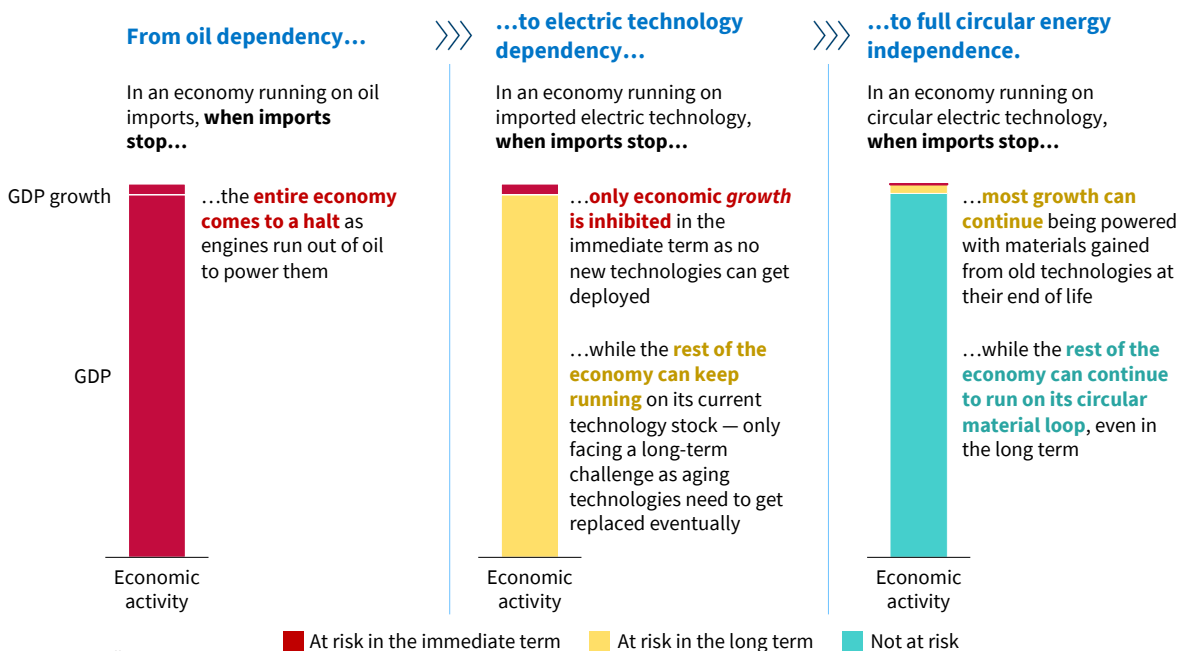 From oil dependency…
In an economy running on oil
imports, when imports
stop…
GDP growth
…the entire economy
comes to a halt as
engines run out of oil
to power them
GDP
Economic
activity
…to electric technology
dependency…
In an economy running on
imported electric technology,
when imports stop…
…only economic growth
is inhibited in the
immediate term as no
new technologies can get
deployed
…while the rest of the
economy can keep
running on its current
technology stock — only
facing a long-term
challenge as aging
technologies need to get
replaced eventually
Economic
activity
…to full circular energy
independence.
In an economy running on
circular electric technology,
when imports stop…
…most growth can
continue being powered
with materials gained
from old technologies at
their end of life
…while the rest of the
economy can continue
to run on its circular
material loop, even in
the long term
Economic
activity
At risk in the immediate term
At risk in the long term
Not at risk